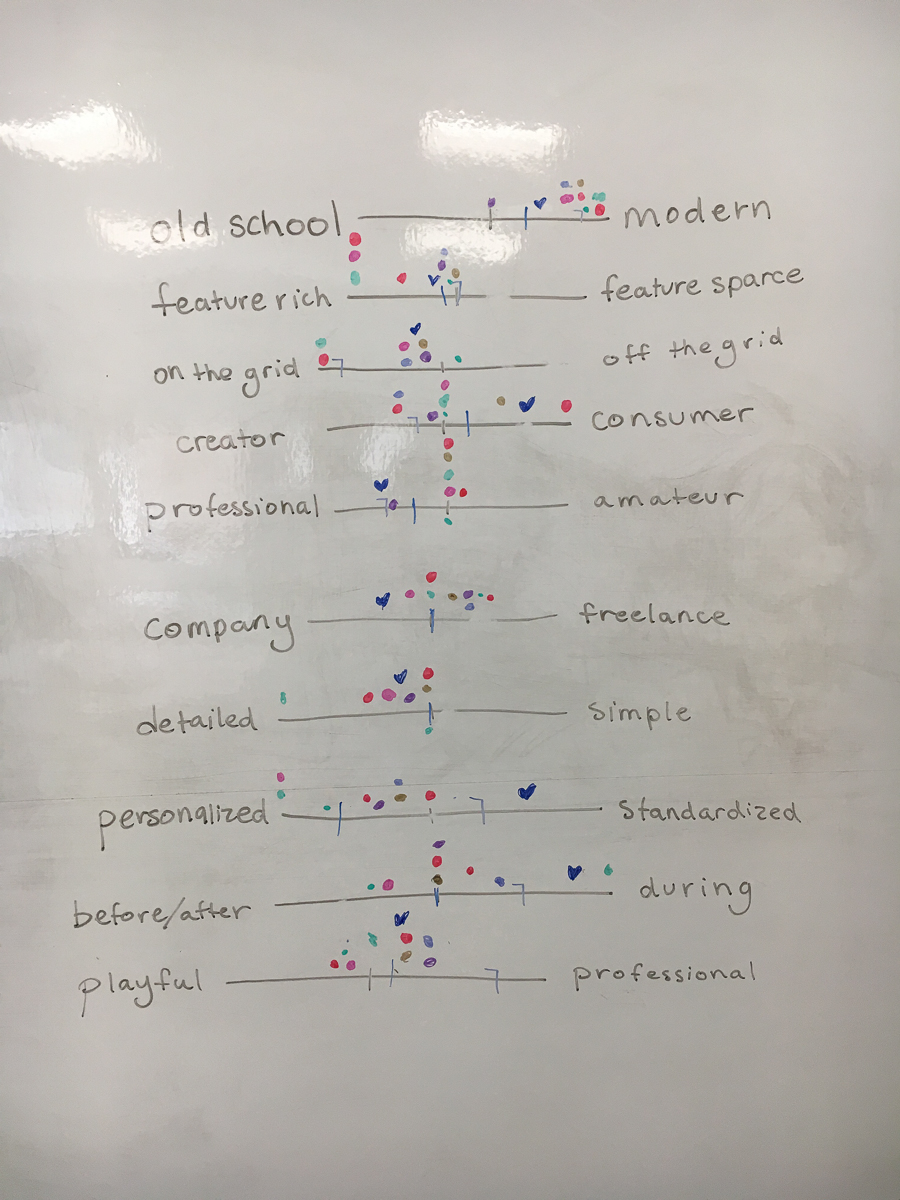 old school modern
feature rich feature sparce
on the grid off the grid
creator consumer
professional amateur
company freelance
detailed simple
personalized standardized
before/after during
playful professional